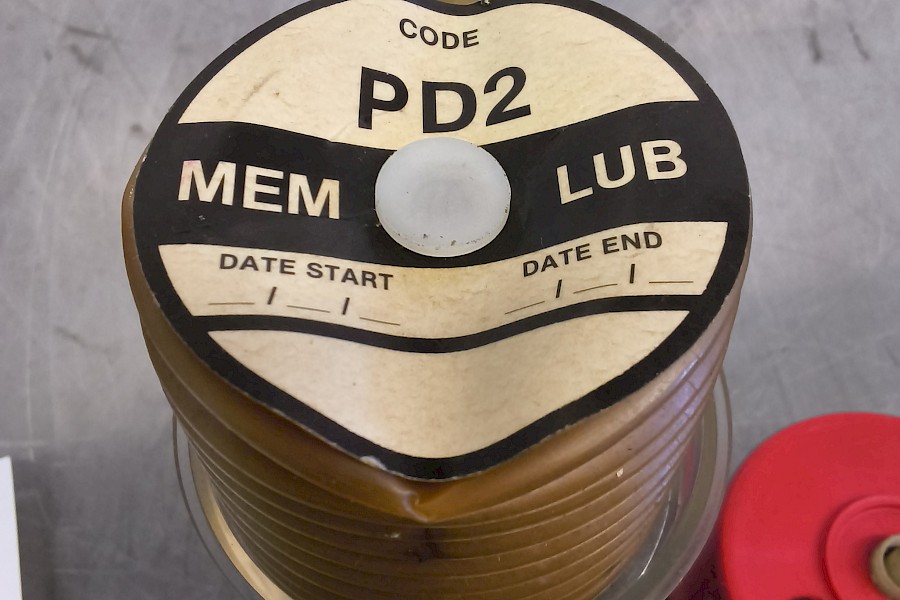 CODE
PD2
MEM LUB
DATE START DATE END
__ / __ / __ __ / __ / __